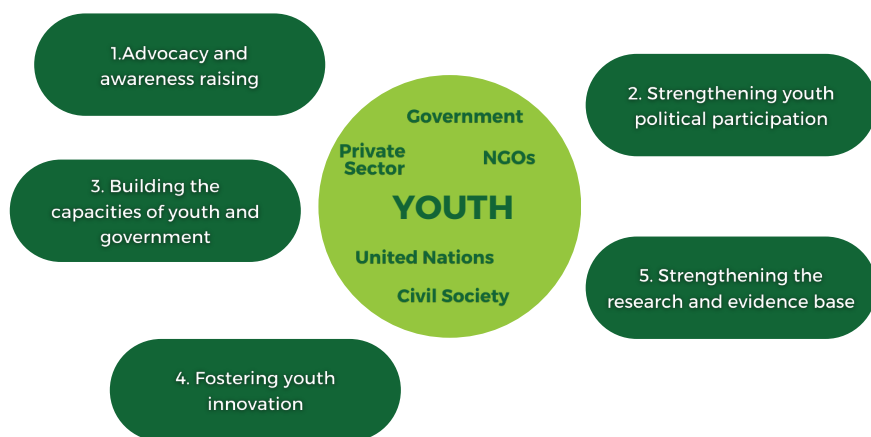 1.Advocacy and
awareness raising
2. Strengthening youth
political participation
3. Building the
capacities of youth and
government
Government
Private
Sector
NGOs
YOUTH
United Nations
Civil Society
4. Fostering youth
innovation
5. Strengthening the
research and evidence base